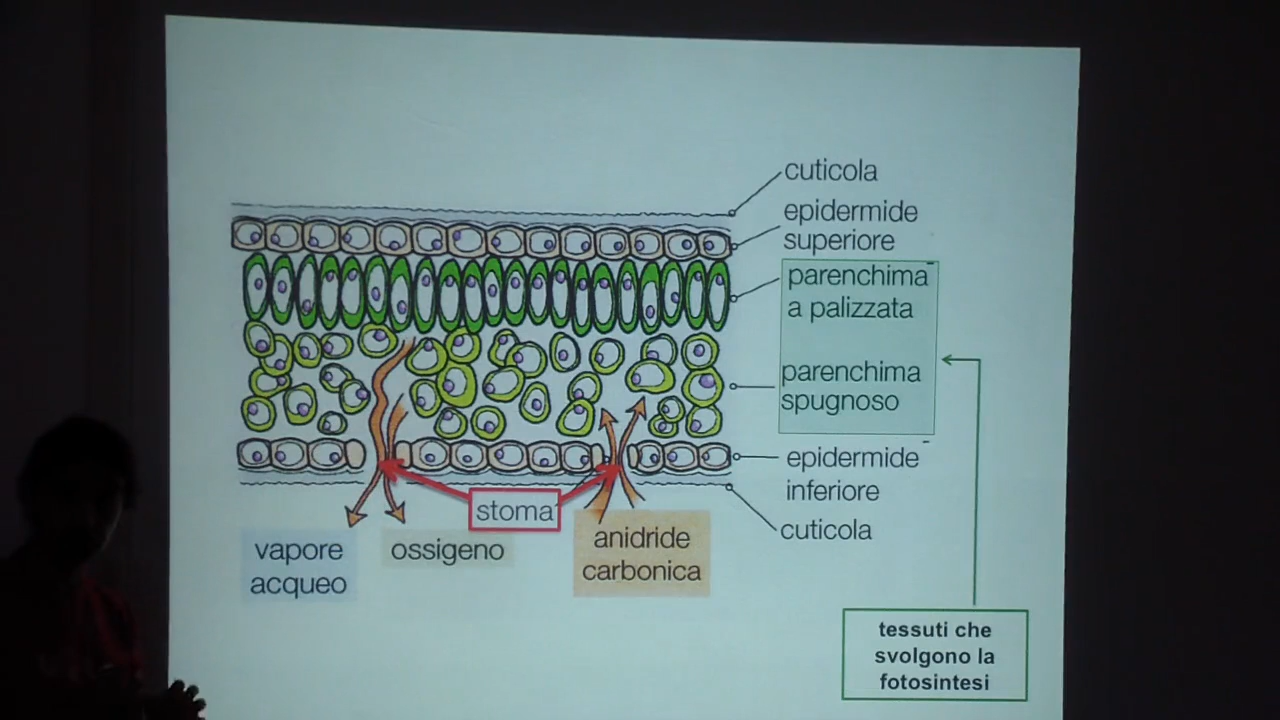 cuticola
epidermide
superiore
parenchima
a palizzata
parenchima
spugnoso
epidermide
inferiore
cuticola
stoma
vapore
acqueo
ossigeno
anidride
carbonica
tessuti che
svolgono la
fotosintesi